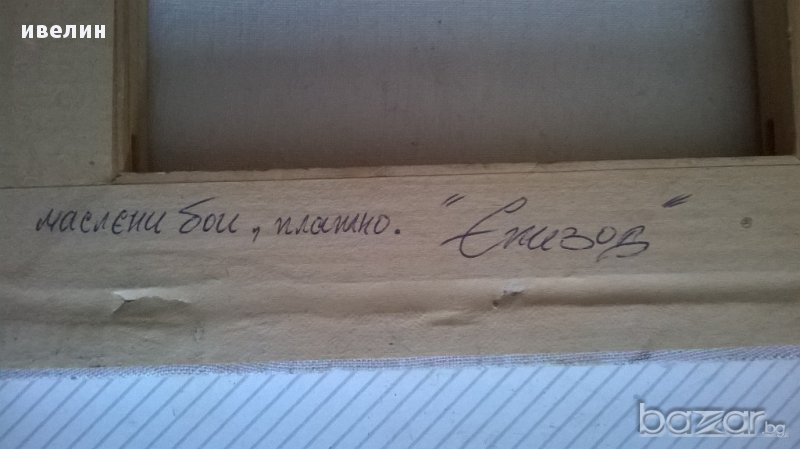 ивелин
маслени бои, платно. "Епизод"
bazar.bg